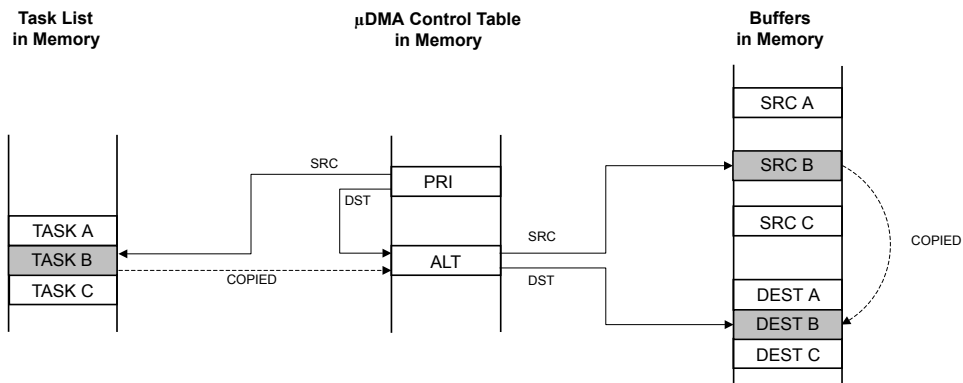 Task List
in Memory
µDMA Control Table
in Memory
Buffers
in Memory
SRC A
SRC
PRI
SRC B
DST
TASK A
SRC C
SRC
COPIED
TASK B
ALT
COPIED
DST
TASK C
DEST A
DEST B
DEST C